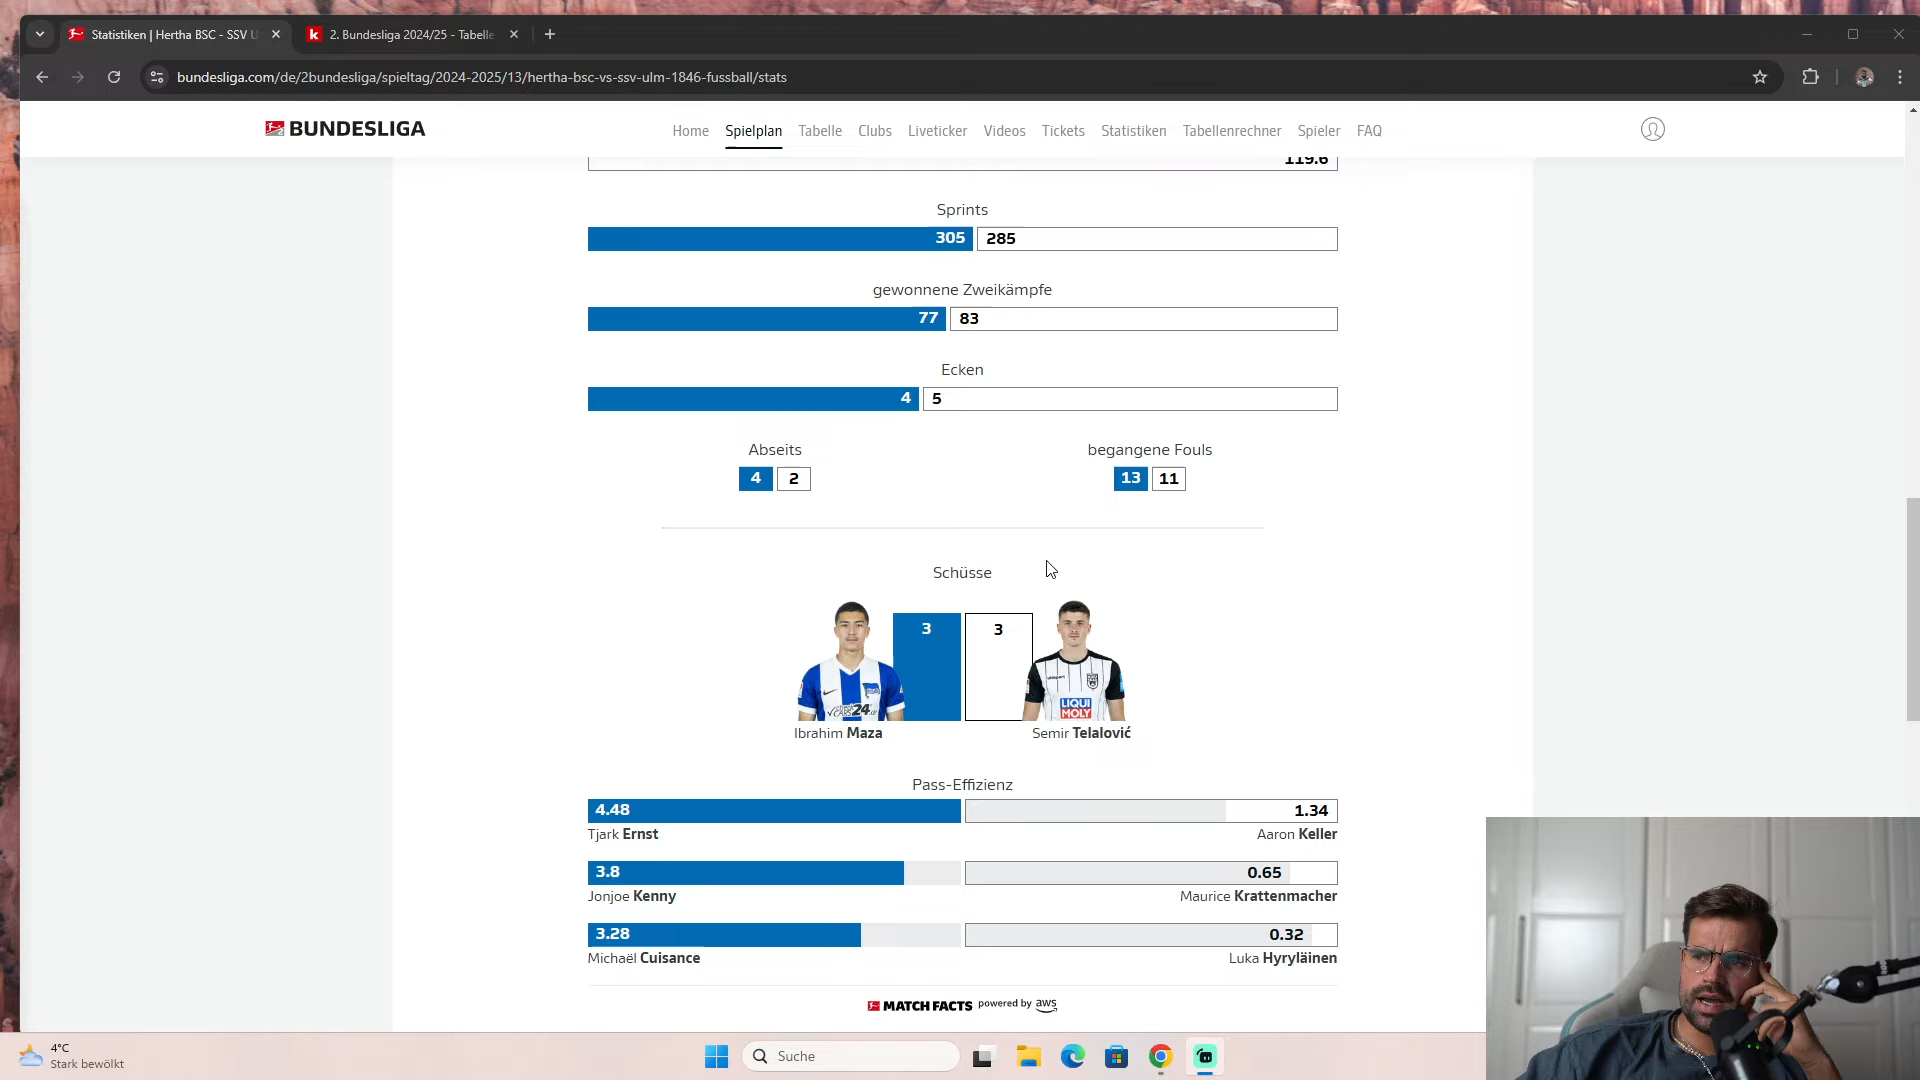 Statistiken | Hertha BSC - SSV U
2. Bundesliga 2024/25 - Tabelle
bundesliga.com/de/2bundesliga/spieltag/2024-2025/13/hertha-bsc-vs-ssv-ulm-1846-fussball/stats
BUNDESLIGA
Home Spielplan Tabelle Clubs Liveticker Videos Tickets Statistiken Tabellenrechner Spieler FAQ
119.6
Sprints
305 285
gewonnene Zweikämpfe
77 83
Ecken
4 5
Abseits begangene Fouls
4 2 13 11
Schüsse
3 3
24
LIQUI
MOLY
Ibrahim Maza Semir Telalović
Pass-Effizienz
4.48 1.34
Tjark Ernst Aaron Keller
3.8 0.65
Jonjoe Kenny Maurice Krattenmacher
3.28 0.32
Michaël Cuisance Luka Hyryläinen
MATCH FACTS powered by aws
4°C
Stark bewölkt
Suche